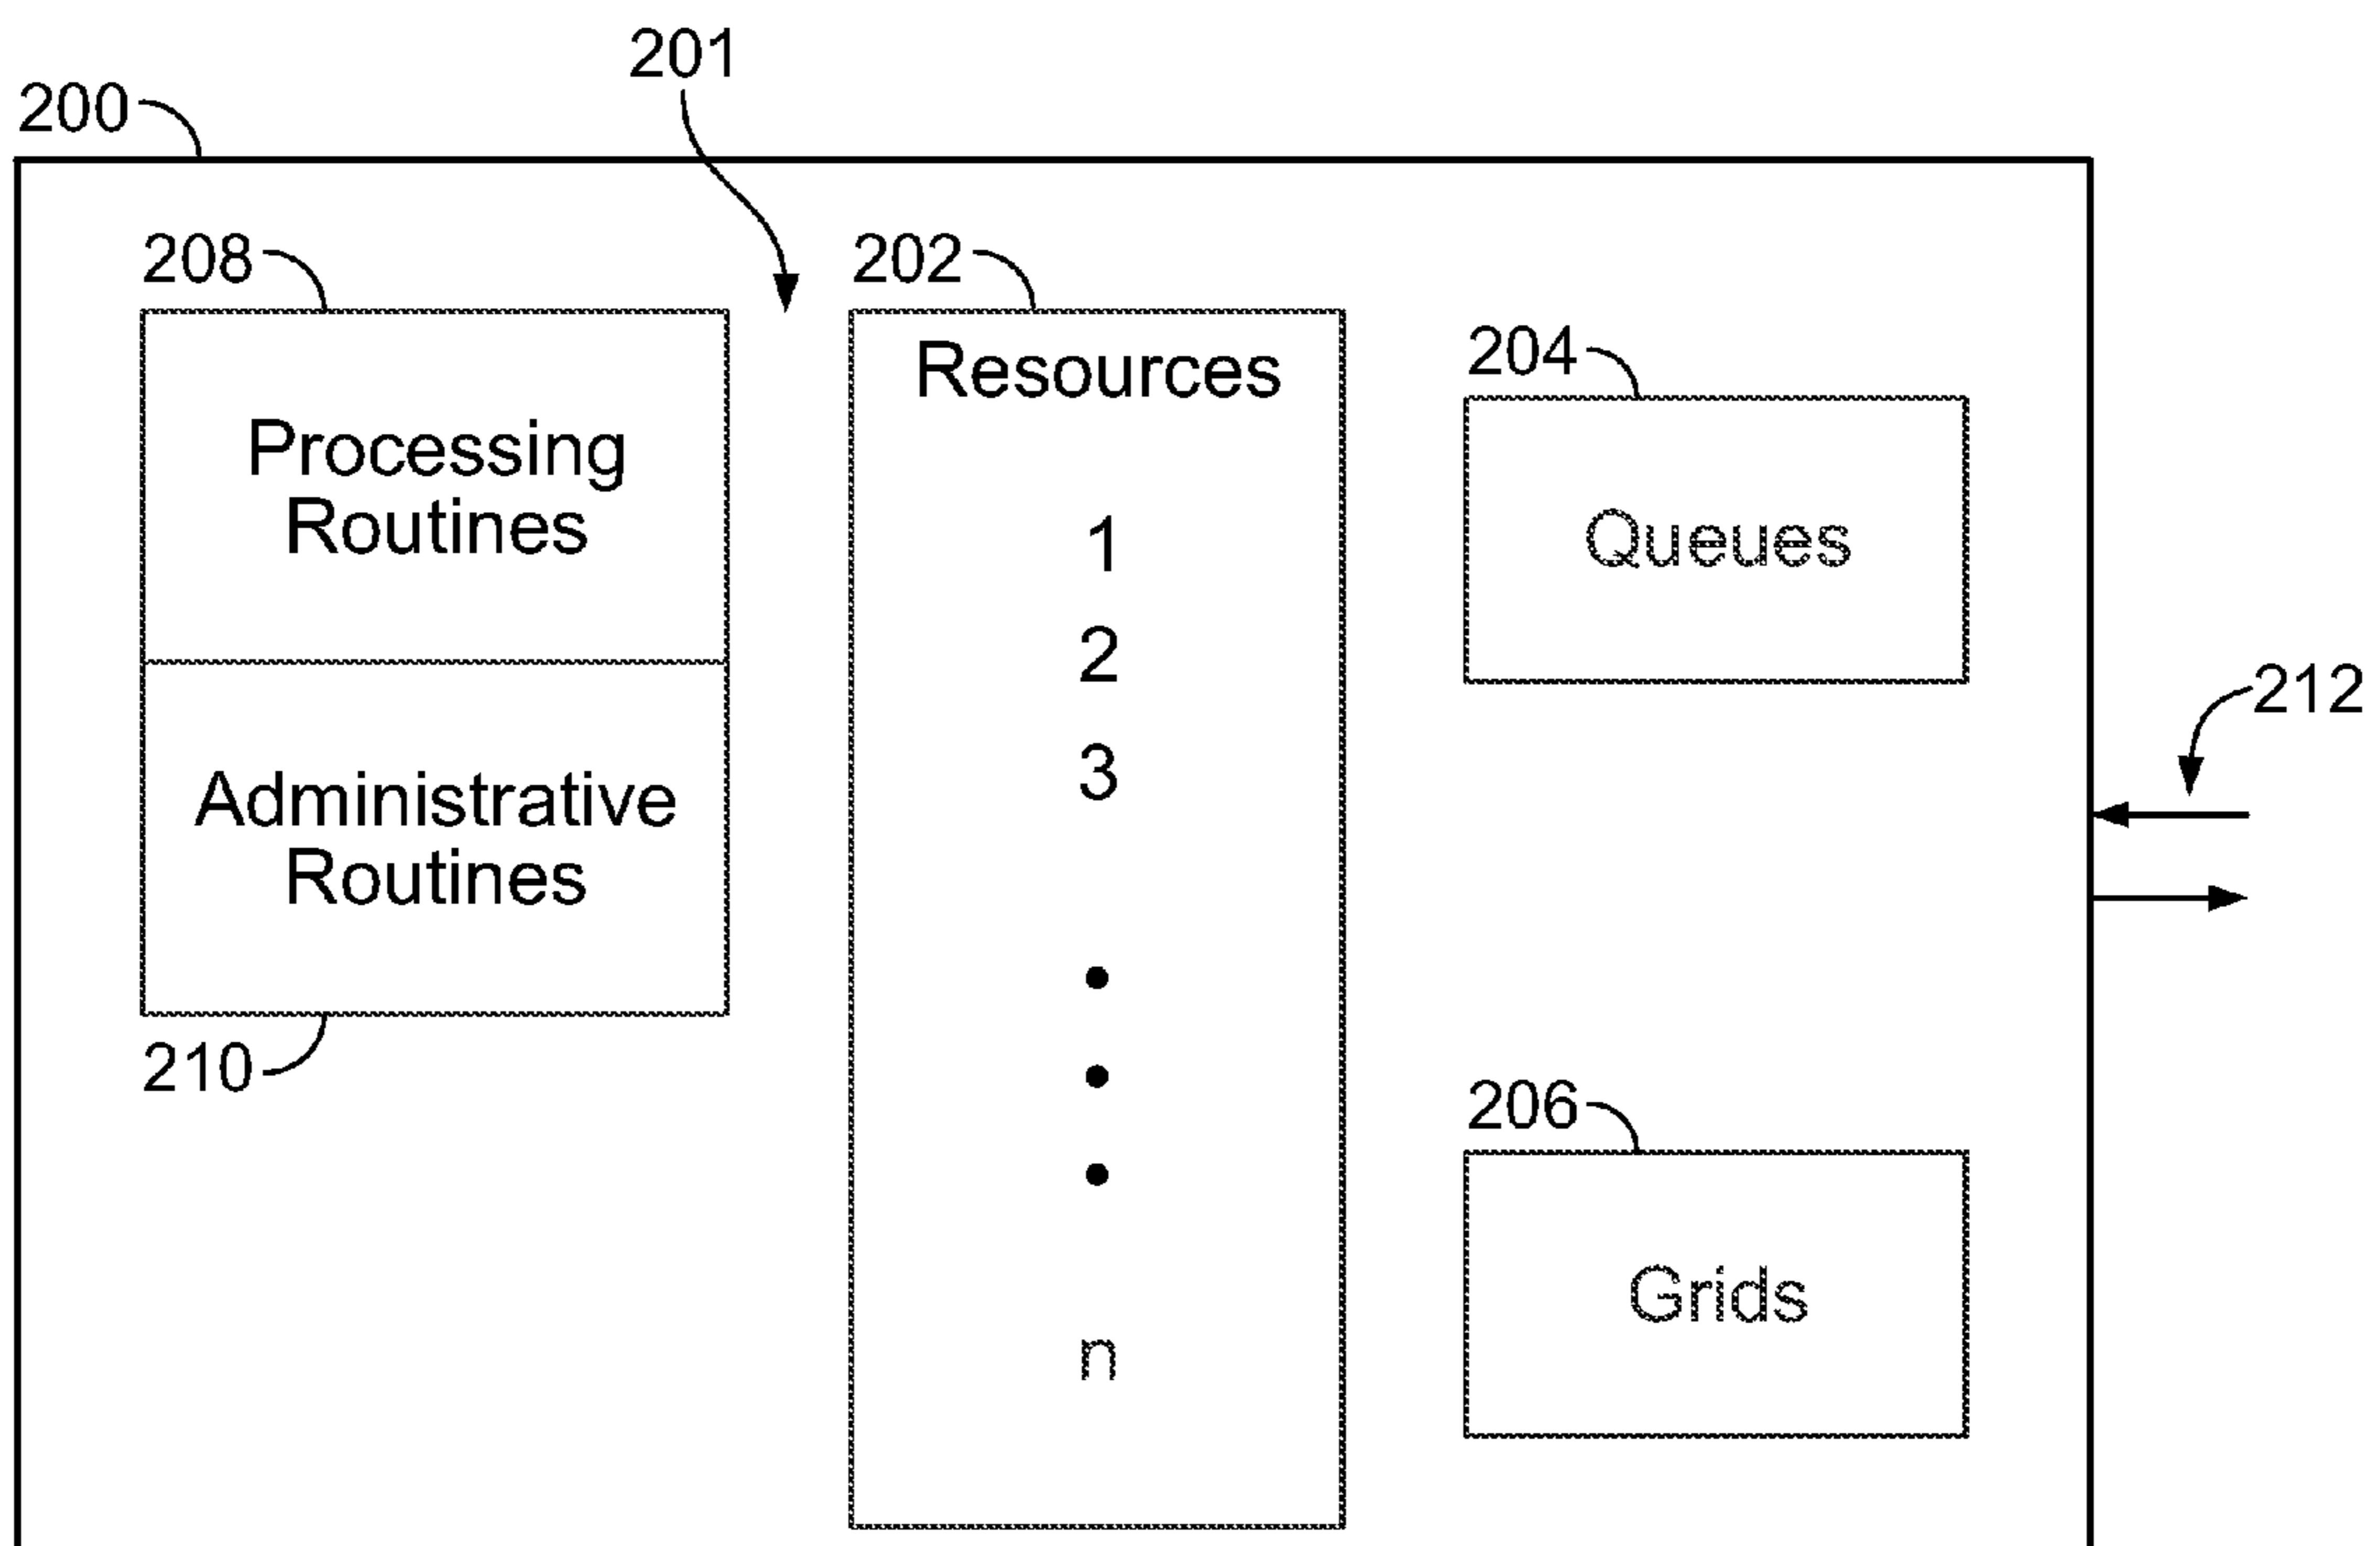 201
200
208
202
Resources
204
Processing
Routines
1
Queues
2
3
212
Administrative
Routines
210
206
Grids
n